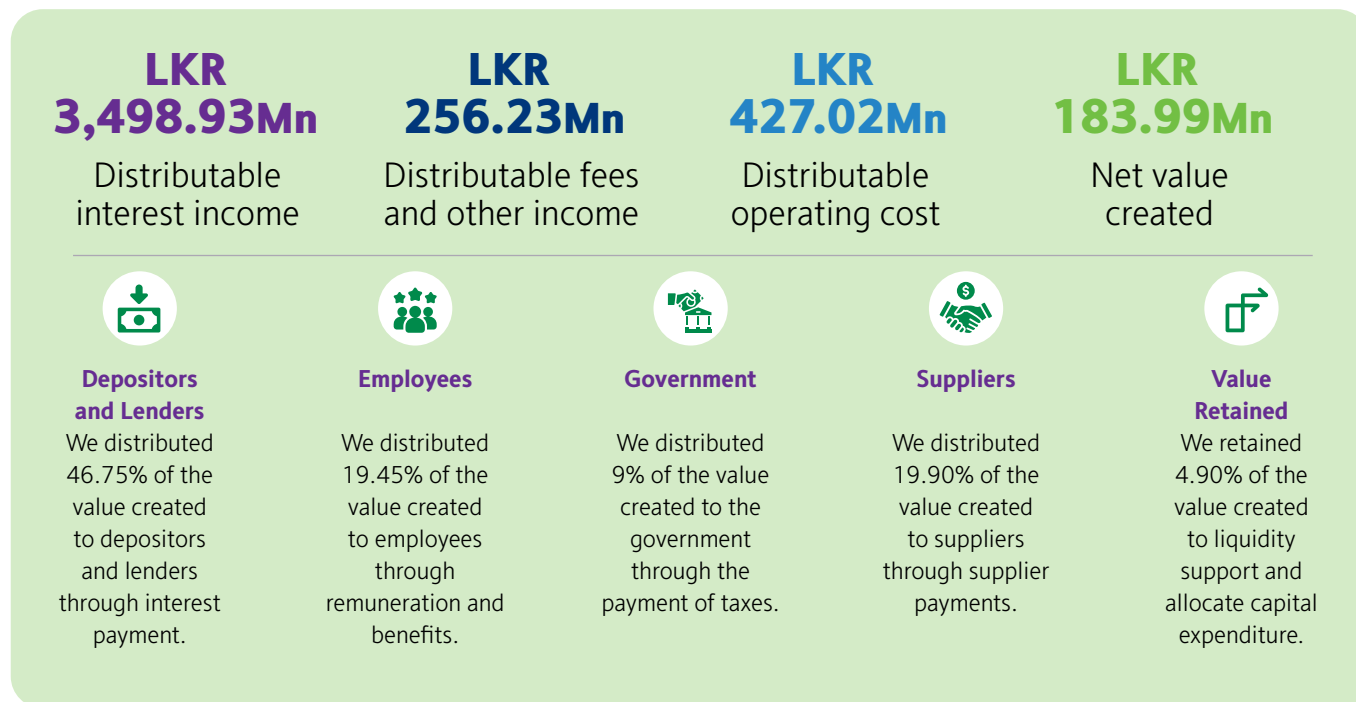 LKR
3,498.93Mn
Distributable
interest income
LKR
256.23Mn
Distributable fees
and other income
LKR
427.02Mn
Distributable
operating cost
LKR
183.99Mn
Net value
created
Depositors
and Lenders
We distributed
46.75% of the
value created
to depositors
and lenders
through interest
payment.
Employees
We distributed
19.45% of the
value created
to employees
through
remuneration and
benefits.
Government
We distributed
9% of the value
created to the
government
through the
payment of taxes.
$
Suppliers
We distributed
19.90% of the
value created
to suppliers
through supplier
payments.
Value
Retained
We retained
4.90% of the
value created
to liquidity
support and
allocate capital
expenditure.